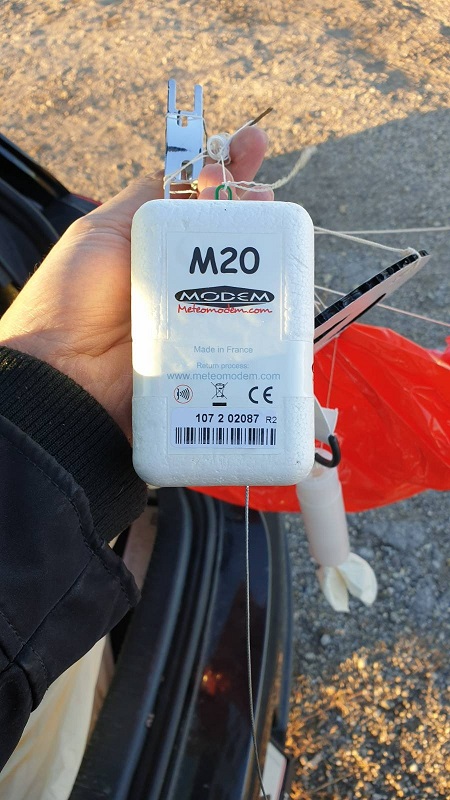 M20
MODEM
Meteomodem.com
Made in France
Return process:
www.meteomodem.com
CE
107 2 02087 R2